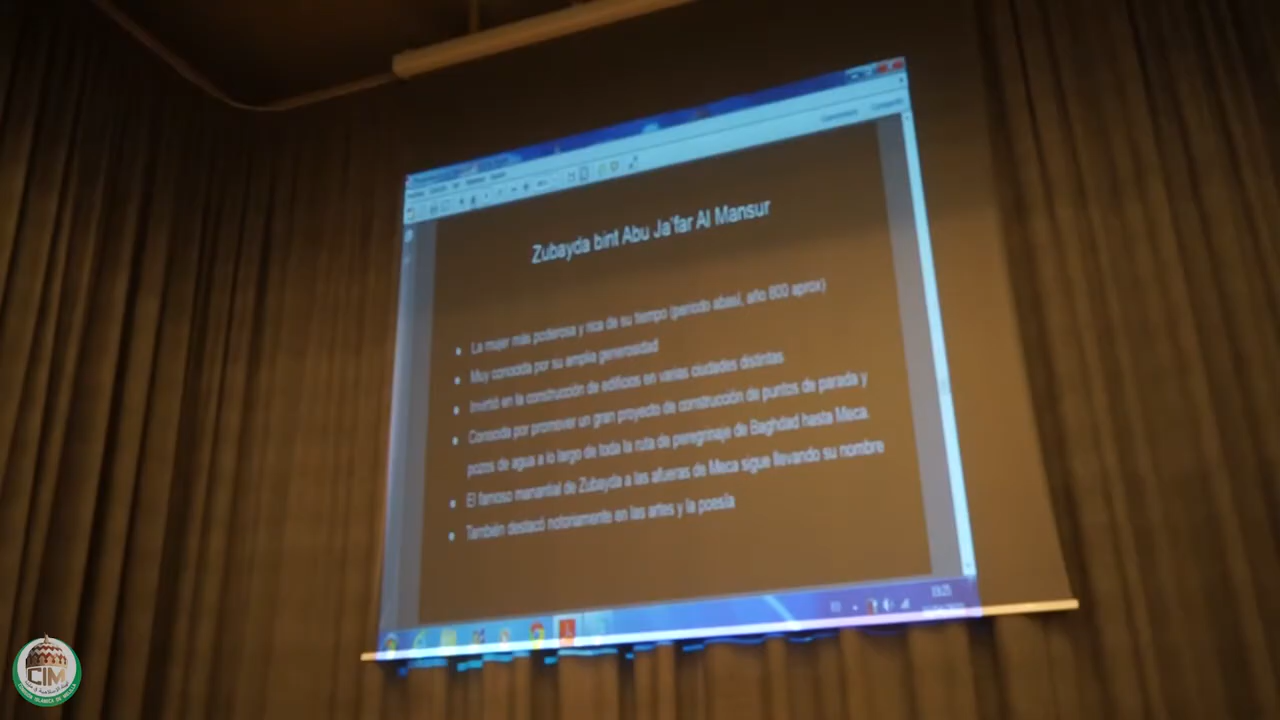 Zubayda bint Abu Ja'far Al Mansur
La mujer más poderosa y rica de su tiempo (periodo abasí, año 800 aprox)
Muy conocida por su amplia generosidad
Invirtió en la construcción de edificios en varias ciudades distintas
Conocida por promover un gran proyecto de construcción de puntos de parada y
pozos de agua a lo largo de toda la ruta de peregrinaje de Baghdad hasta Meca
El famoso manantial de Zubayda a las afueras de Meca sigue llevando su nombre
También destacó notoriamente en las artes y la poesía
CIM